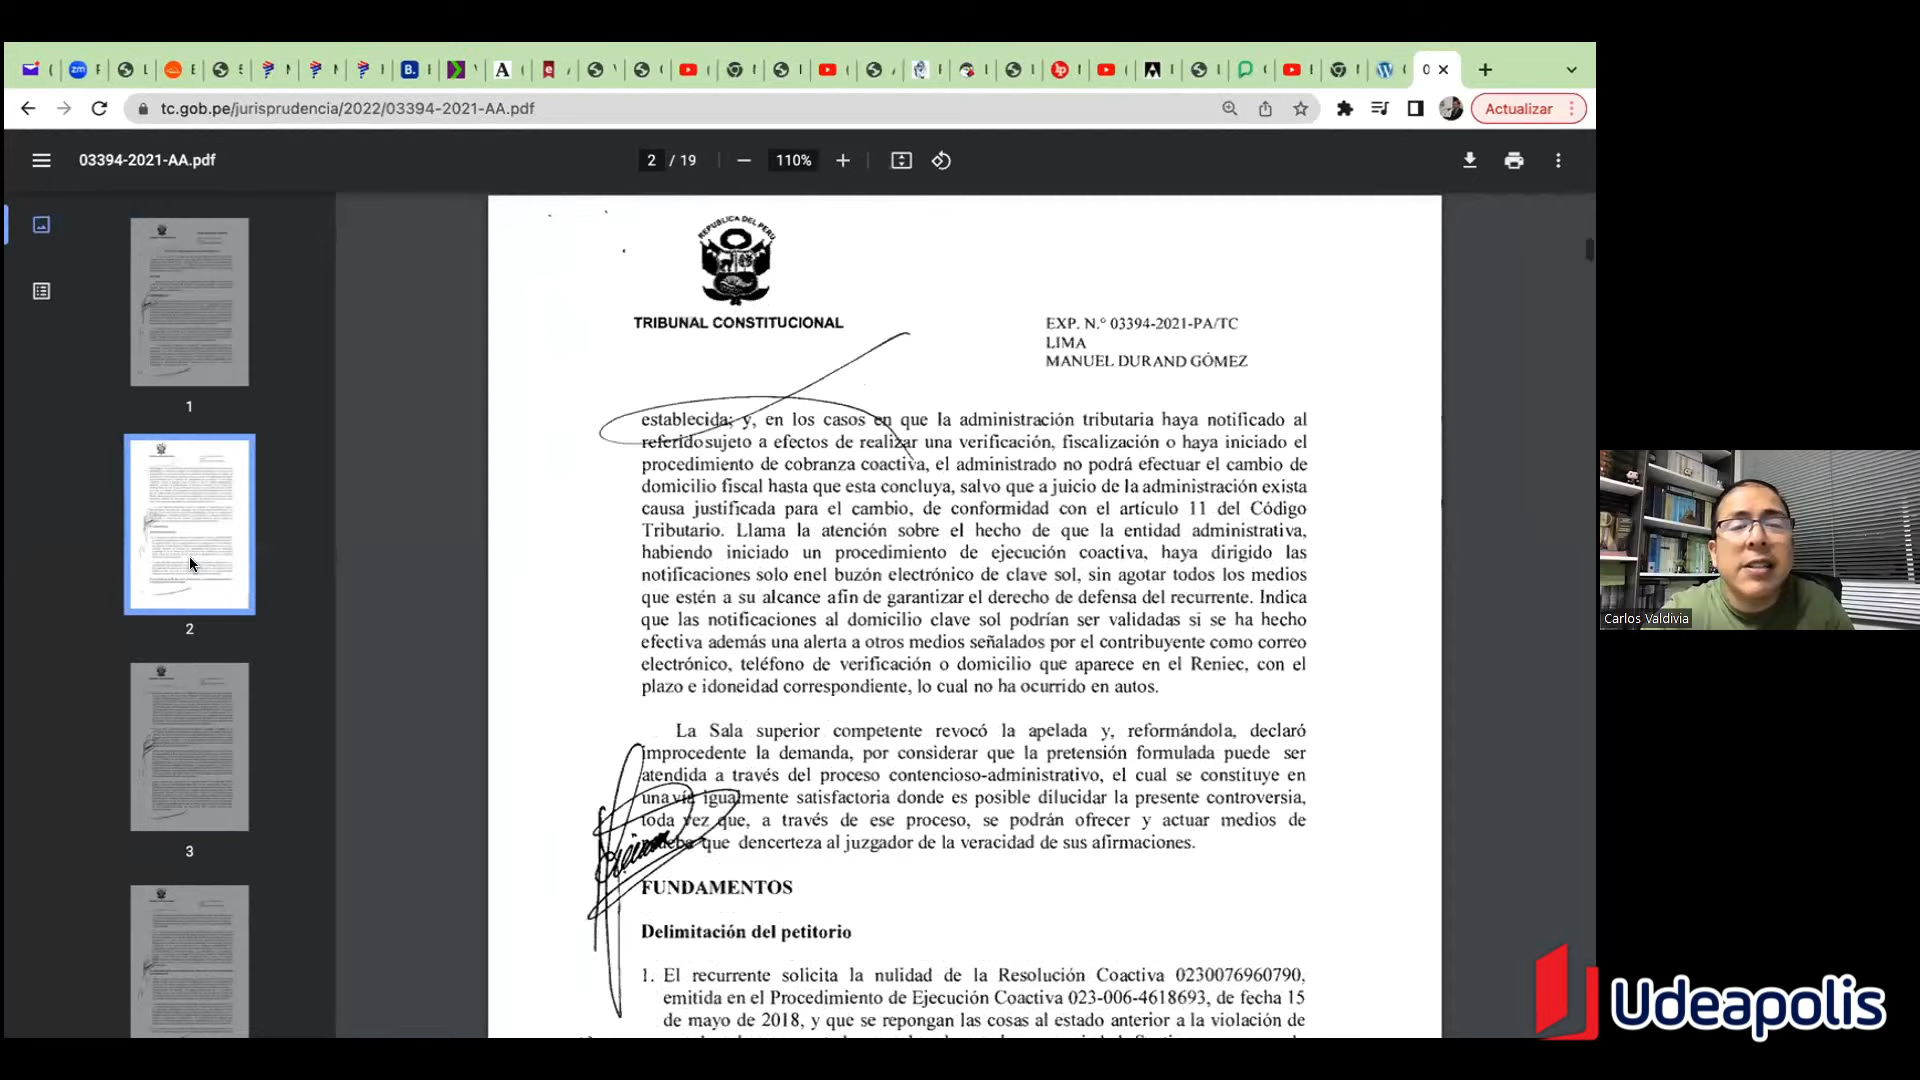 0
tc.gob.pe/jurisprudencia/2022/03394-2021-AA.pdf
Actualizar
03394-2021-AA.pdf
2 / 19
110%
1
2
3
REPUBLICA DEL PERU
TRIBUNAL CONSTITUCIONAL
EXP. N.° 03394-2021-PA/TC
LIMA
MANUEL DURAND GÓMEZ
establecida; y, en los casos en que la administración tributaria haya notificado al
referido sujeto a efectos de realizar una verificación, fiscalización o haya iniciado el
procedimiento de cobranza coactiva, el administrado no podrá efectuar el cambio de
domicilio fiscal hasta que esta concluya, salvo que a juicio de la administración exista
causa justificada para el cambio, de conformidad con el artículo 11 del Código
Tributario. Llama la atención sobre el hecho de que la entidad administrativa,
habiendo iniciado un procedimiento de ejecución coactiva, haya dirigido las
notificaciones solo enel buzón electrónico de clave sol, sin agotar todos los medios
que estén a su alcance afin de garantizar el derecho de defensa del recurrente. Indica
que las notificaciones al domicilio clave sol podrían ser validadas si se ha hecho
efectiva además una alerta a otros medios señalados por el contribuyente como correo
electrónico, teléfono de verificación o domicilio que aparece en el Reniec, con el
plazo e idoneidad correspondiente, lo cual no ha ocurrido en autos.
La Sala superior competente revocó la apelada y, reformándola, declaró
improcedente la demanda, por considerar que la pretensión formulada puede ser
atendida a través del proceso contencioso-administrativo, el cual se constituye en
una vía igualmente satisfactoria donde es posible dilucidar la presente controversia,
toda vez que, a través de ese proceso, se podrán ofrecer y actuar medios de
prueba que dencerteza al juzgador de la veracidad de sus afirmaciones.
FUNDAMENTOS
Delimitación del petitorio
1. El recurrente solicita la nulidad de la Resolución Coactiva 0230076960790,
emitida en el Procedimiento de Ejecución Coactiva 023-006-4618693, de fecha 15
de mayo de 2018, y que se repongan las cosas al estado anterior a la violación de
Carlos Valdivia
Udeapolis